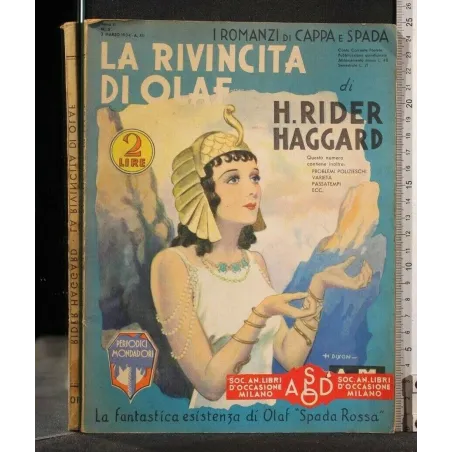 I ROMANZI DI CAPPA E SPADA
LA RIVINCITA
DI OLAF
di
H. RIDER
HAGGARD
2
LIRE
Questo numero
contiene inoltre:
PROBLEMI POLIZIESCHI
VARIETÀ
PASSATEMPI
ECC.
PERIODICI
MONDADORI
SOC. AN. LIBRI
D'OCCASIONE
MILANO
ASOD'
SOC. AN. LIBRI
D'OCCASIONE
MILANO
La fantastica esistenza di Olaf "Spada Rossa"
RIDER HAGGARD - LA RIVINCITA DI OLAF